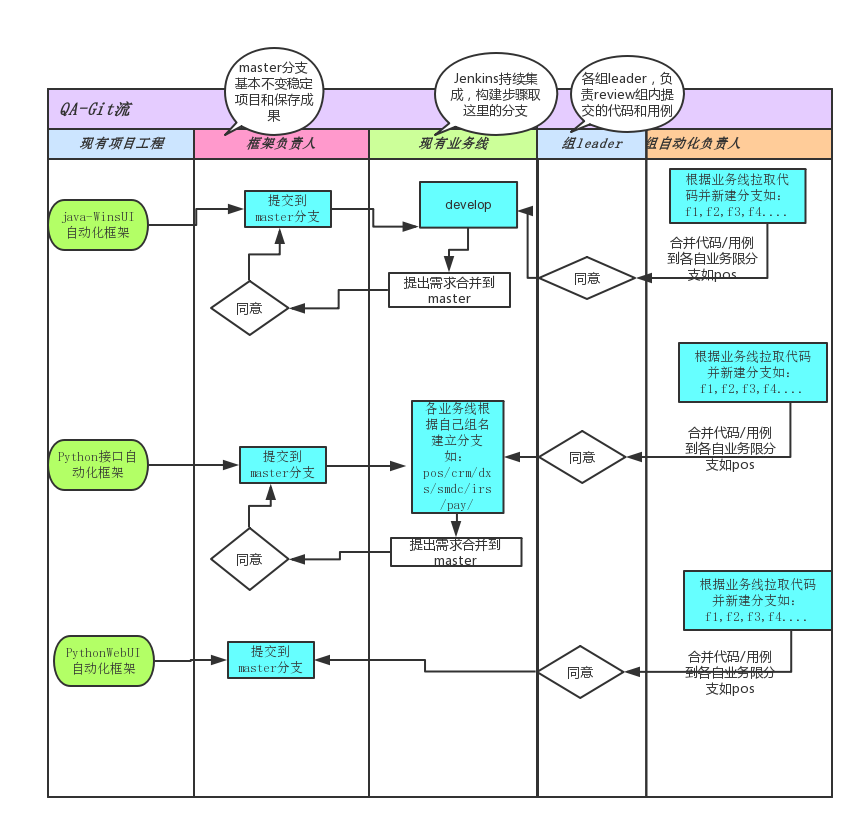 master分支
基本不变稳定
项目和保存成
果
Jenkins持续集
成，构建步骤取
这里的分支
各组leader，负
责review组内提
交的代码和用例
QA-Git流
现有项目工程
框架负责人
现有业务线
组leader
组自动化负责人
java-WinsUI
自动化框架
提交到
master分支
develop
根据业务线拉取代
码并新建分支如：
f1,f2,f3,f4....
合并代码/用例
到各自业务限分
支如pos
同意
提出需求合并到
master
同意
根据业务线拉取代码
并新建分支如：
f1,f2,f3,f4....
Python接口自
动化框架
提交到
master分支
各业务线根
据自己组名
建立分支
如：
pos/crm/dx
s/smdc/irs
/pay/
同意
合并代码/用例
到各自业务限分
支如pos
同意
提出需求合并到
master
根据业务线拉取代码
并新建分支如：
f1,f2,f3,f4....
PythonWebUI
自动化框架
提交到
master分支
同意
合并代码/用例
到各自业务限分
支如pos